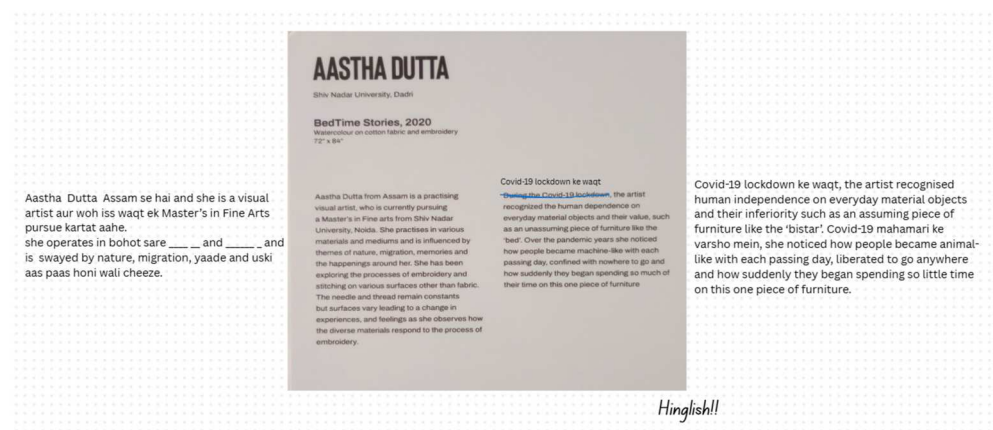 Aastha Dutta Assam se hai and she is a visual
artist aur woh iss waqt ek Master's in Fine Arts
pursue kartat aahe.
she operates in bohot sare ____ __ and ______ _ and
is swayed by nature, migration, yaade and uski
aas paas honi wali cheeze.
AASTHA DUTTA
Shiv Nadar University, Dadri
BedTime Stories, 2020
Watercolour on cotton fabric and embroidery
72" x 84"
Aastha Dutta from Assam is a practising
visual artist, who is currently pursuing
a Master's in Fine arts from Shiv Nadar
University, Noida. She practises in various
materials and mediums and is influenced by
themes of nature, migration, memories and
the happenings around her. She has been
exploring the processes of embroidery and
stitching on various surfaces other than fabric.
The needle and thread remain constants
but surfaces vary leading to a change in
experiences, and feelings as she observes how
the diverse materials respond to the process of
embroidery.
Covid-19 lockdown ke waqt
During the Covid-19 lockdown, the artist
recognized the human dependence on
everyday material objects and their value, such
as an unassuming piece of furniture like the
'bed'. Over the pandemic years she noticed
how people became machine-like with each
passing day, confined with nowhere to go and
how suddenly they began spending so much of
their time on this one piece of furniture
Covid-19 lockdown ke waqt, the artist recognised
human independence on everyday material objects
and their inferiority such as an assuming piece of
furniture like the 'bistar'. Covid-19 mahamari ke
varsho mein, she noticed how people became animal-
like with each passing day, liberated to go anywhere
and how suddenly they began spending so little time
on this one piece of furniture.
Hinglish!!